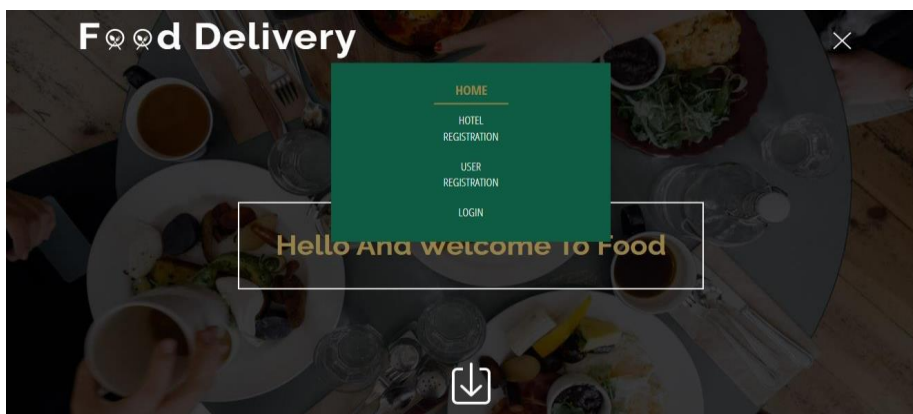 Food Delivery
HOME
HOTEL
REGISTRATION
USER
REGISTRATION
LOGIN
Hello And Welcome To Food